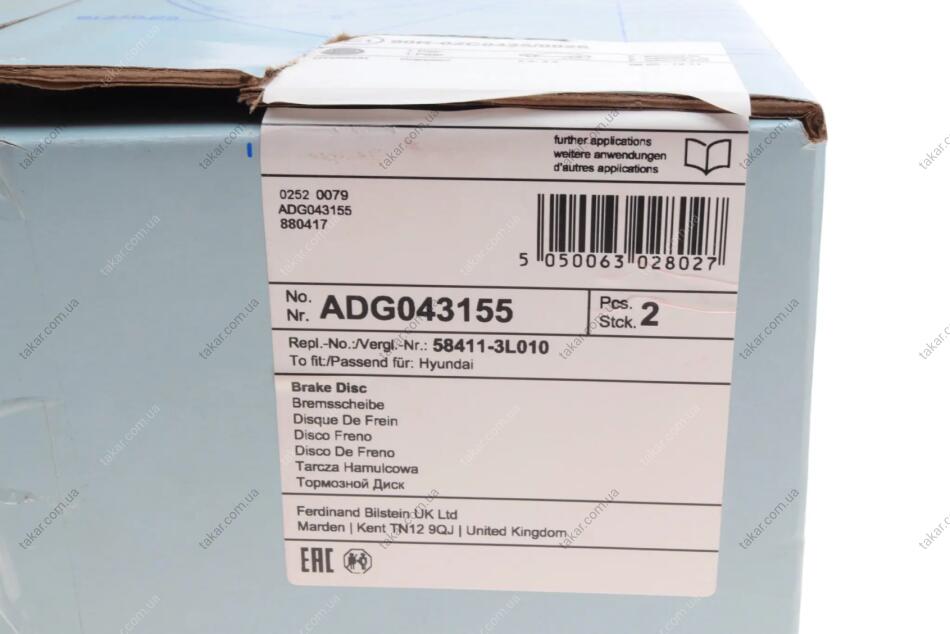 further applications
weitere anwendungen
d'autres applications
0252 0079
ADG043155
880417
5 050063 028027
No.
Nr. ADG043155
Pcs.
Stck. 2
Repl.-No.:/Vergl.-Nr.: 58411-3L010
To fit:/Passend für: Hyundai
Brake Disc
Bremsscheibe
Disque De Frein
Disco Freno
Disco De Freno
Tarcza Hamulcowa
Тормозной Диск
Ferdinand Bilstein UK Ltd
Marden | Kent TN12 9QJ | United Kingdom
EAC
takar.com.ua